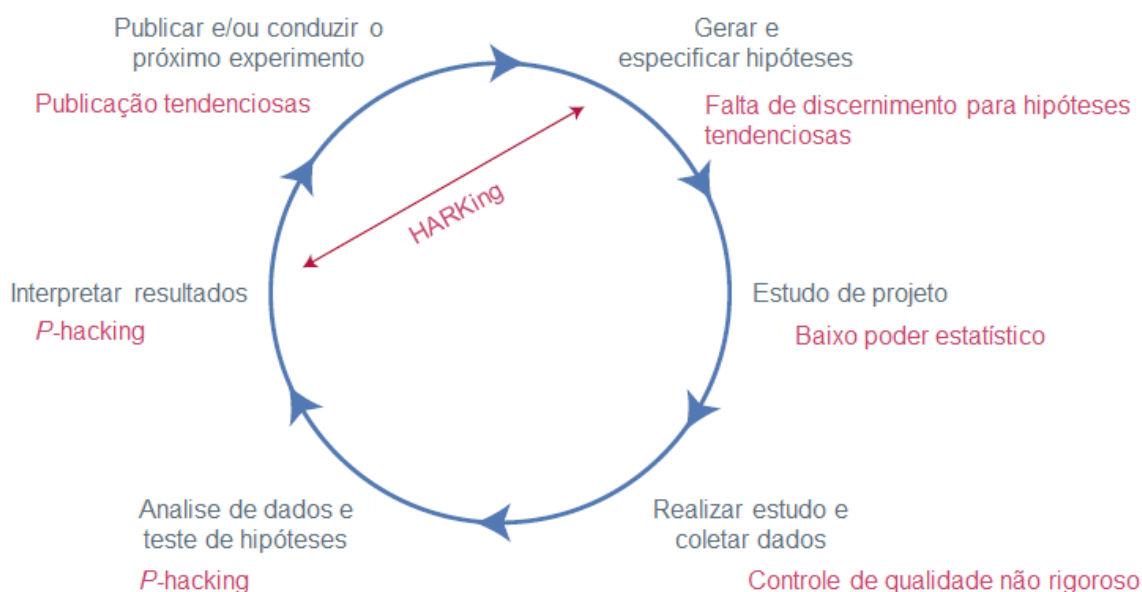 Publicar e/ou conduzir o
próximo experimento
Publicação tendenciosas
Gerar e
especificar hipóteses
Falta de discernimento para hipóteses
tendenciosas
HARKing
Interpretar resultados
P-hacking
Estudo de projeto
Baixo poder estatístico
Analise de dados e
teste de hipóteses
P-hacking
Realizar estudo e
coletar dados
Controle de qualidade não rigoroso